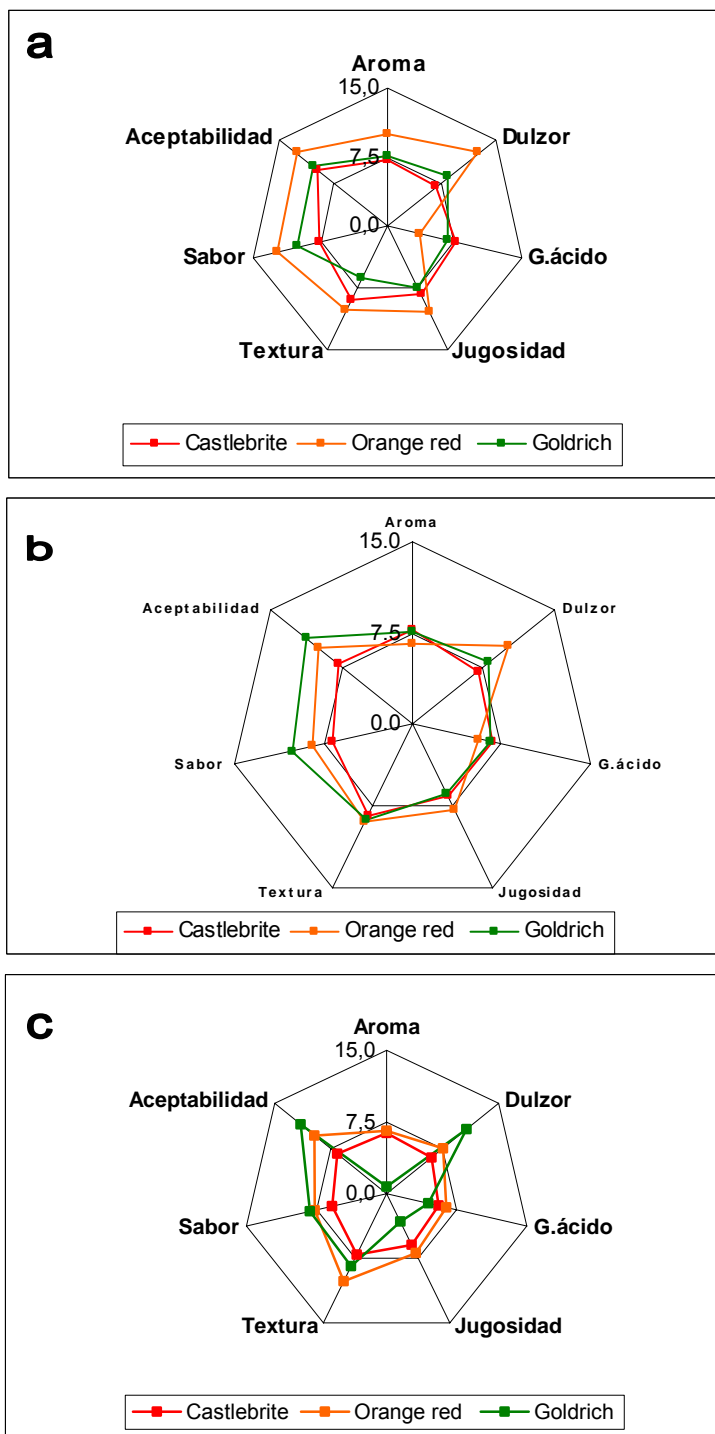 a
Aroma
15,0
Aceptabilidad
Dulzor
7,5
0,0
Sabor
G.ácido
Textura
Jugosidad
Castlebrite Orange red Goldrich
b
Aroma
15.0
Aceptabilidad
Dulzor
7.5
0.0
Sabor
G.ácido
Textura
Jugosidad
Castlebrite Orange red Goldrich
c
Aroma
15,0
Aceptabilidad
Dulzor
7,5
0,0
Sabor
G.ácido
Textura
Jugosidad
Castlebrite Orange red Goldrich